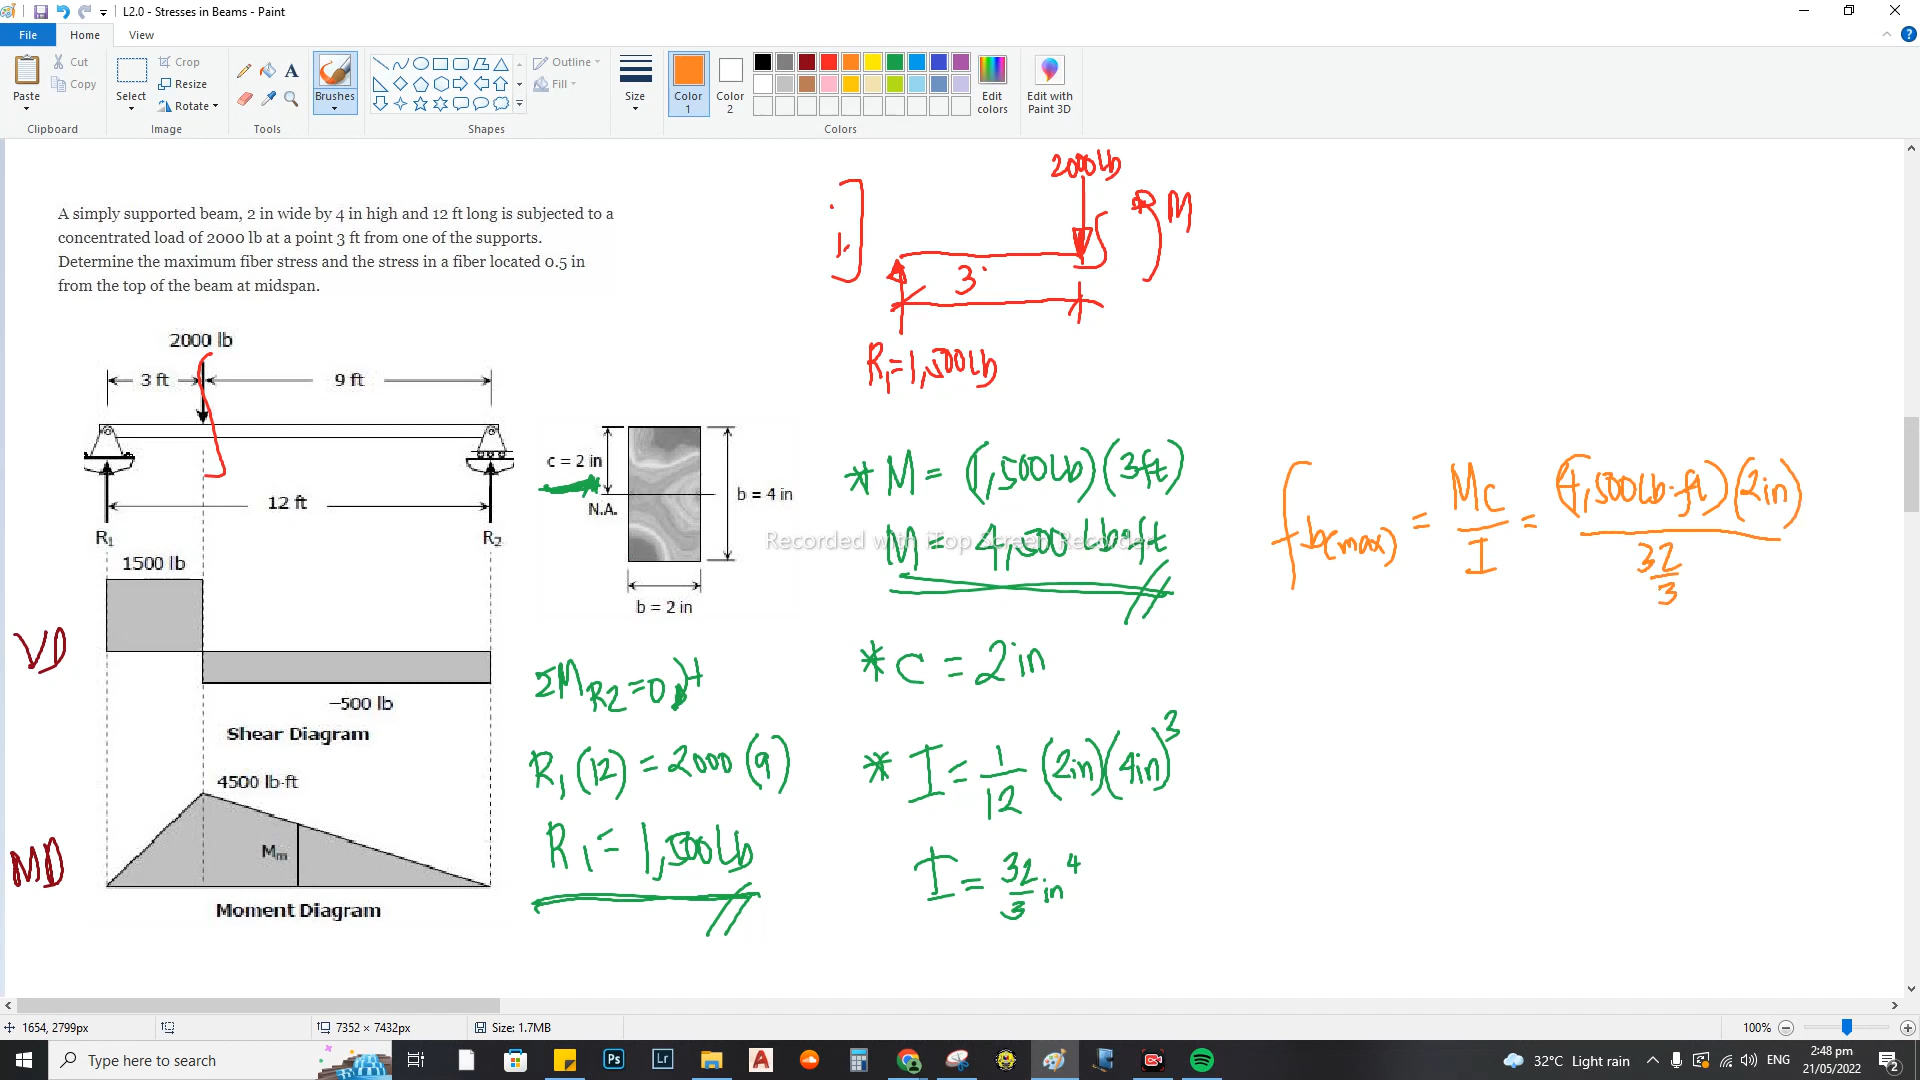 L2.0 - Stresses in Beams - Paint
File
Home
View
Paste
Cut
Copy
Clipboard
Select
Crop
Resize
Rotate
Image
Tools
Brushes
Shapes
Outline
Fill
Size
Color 1
Color 2
Edit colors
Edit with Paint 3D
Colors
A simply supported beam, 2 in wide by 4 in high and 12 ft long is subjected to a
concentrated load of 2000 lb at a point 3 ft from one of the supports.
Determine the maximum fiber stress and the stress in a fiber located 0.5 in
from the top of the beam at midspan.
2000 lb
3 ft
9 ft
12 ft
R1
R2
1500 lb
−500 lb
Shear Diagram
4500 lb·ft
Mm
Moment Diagram
VD
MD
c = 2 in
N.A.
b = 4 in
b = 2 in
ΣM R2 = 0 +
R1 (12) = 2000 (9)
R1 = 1,500 Lb
2000 Lb
M
3'
R1 = 1,500 Lb
* M = (1,500 Lb)(3ft)
M = 4,500 Lb·ft
Recorded with iTop Screen Recorder
* C = 2in
* I = 1/12 (2in)(4in)^3
I = 32/3 in^4
fb(max) = MC/I = (4,500 Lb·ft)(2in) / (32/3)
1654, 2799px
7352 × 7432px
Size: 1.7MB
100%
Type here to search
Ps
Lr
A
32°C Light rain
ENG
2:48 pm
21/05/2022
2